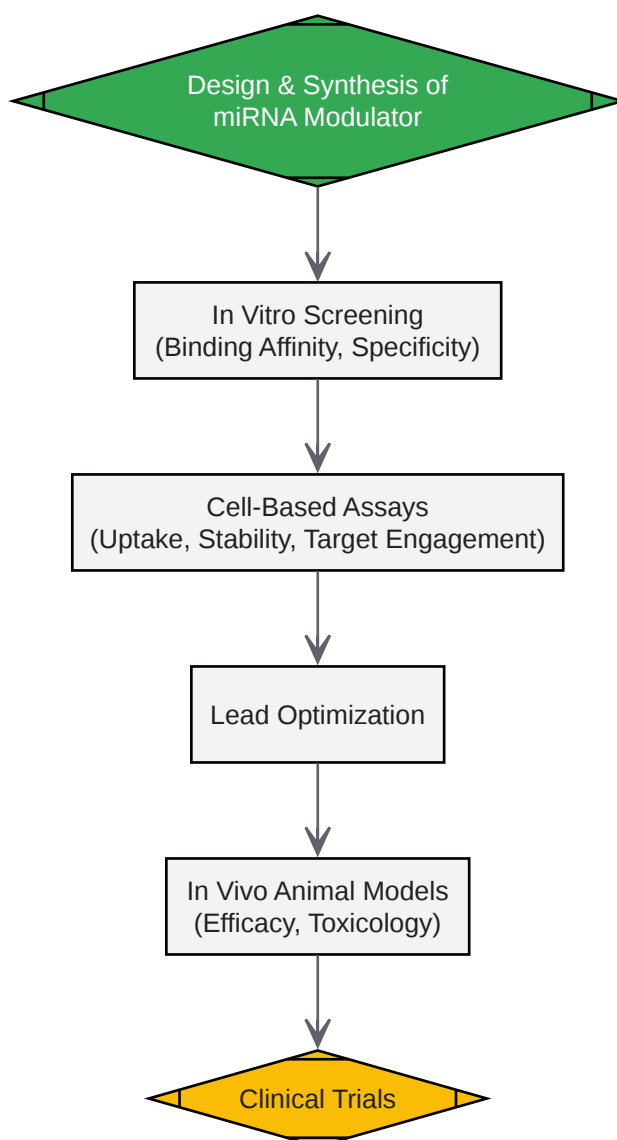 Design & Synthesis of
miRNA Modulator
In Vitro Screening
(Binding Affinity, Specificity)
Cell-Based Assays
(Uptake, Stability, Target Engagement)
Lead Optimization
In Vivo Animal Models
(Efficacy, Toxicology)
Clinical Trials